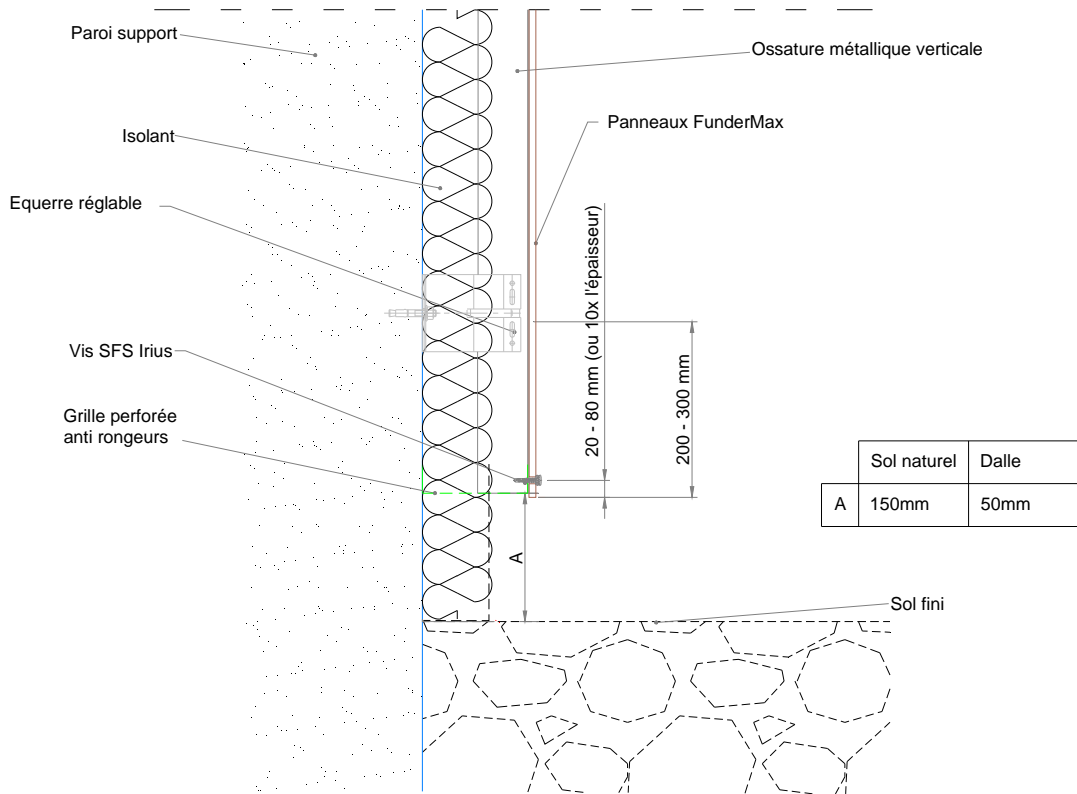 Paroi support
Ossature métallique verticale
Panneaux FunderMax
Isolant
Equerre réglable
20 - 80 mm (ou 10x l'épaisseur)
200 - 300 mm
Vis SFS Irius
Grille perforée
anti rongeurs
Sol naturel Dalle
A 150mm 50mm
A
Sol fini